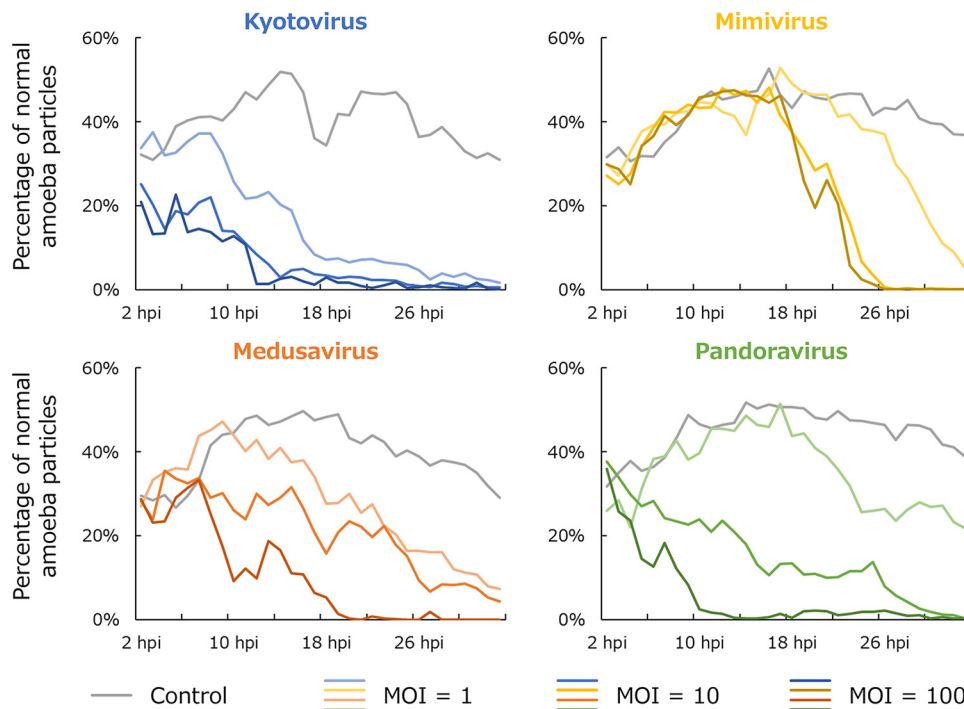 Kyotovirus
Mimivirus
Percentage of normal
amoeba particles
60%
40%
20%
0%
2 hpi 10 hpi 18 hpi 26 hpi
60%
40%
20%
0%
2 hpi 10 hpi 18 hpi 26 hpi
Medusavirus
Pandoravirus
Percentage of normal
amoeba particles
60%
40%
20%
0%
2 hpi 10 hpi 18 hpi 26 hpi
60%
40%
20%
0%
2 hpi 10 hpi 18 hpi 26 hpi
Control MOI = 1 MOI = 10 MOI = 100